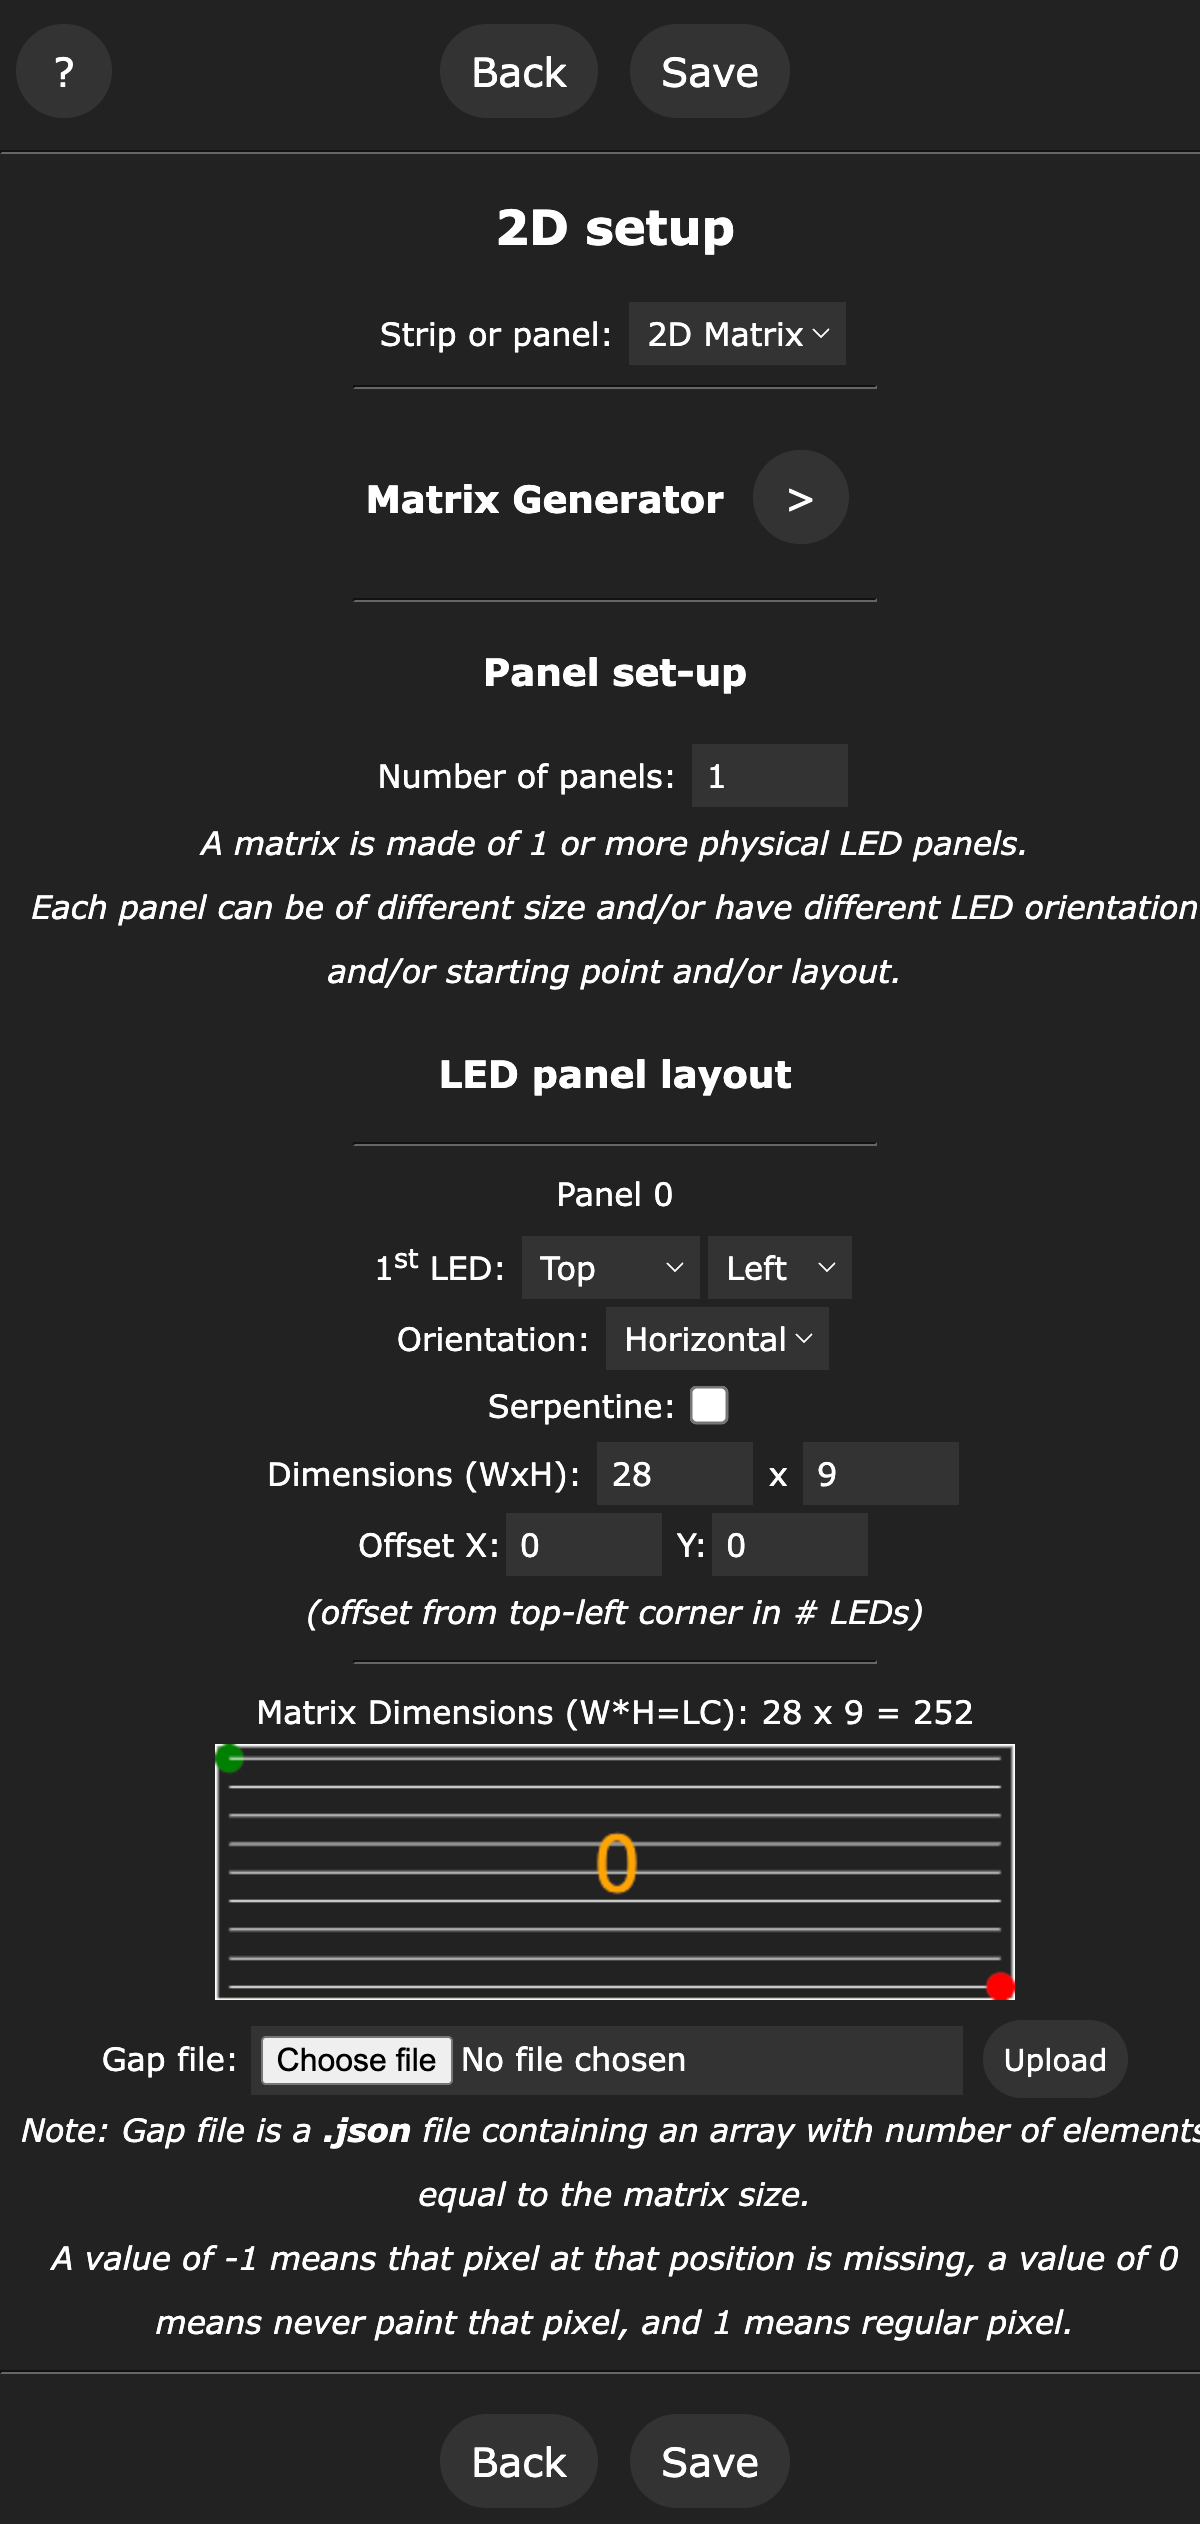 ? Back Save
2D setup
Strip or panel: 2D Matrix
Matrix Generator >
Panel set-up
Number of panels: 1
A matrix is made of 1 or more physical LED panels.
Each panel can be of different size and/or have different LED orientation
and/or starting point and/or layout.
LED panel layout
Panel 0
1st LED: Top Left
Orientation: Horizontal
Serpentine:
Dimensions (WxH): 28 x 9
Offset X: 0 Y: 0
(offset from top-left corner in # LEDs)
Matrix Dimensions (W*H=LC): 28 x 9 = 252
0
Gap file: Choose file No file chosen Upload
Note: Gap file is a .json file containing an array with number of elements
equal to the matrix size.
A value of -1 means that pixel at that position is missing, a value of 0
means never paint that pixel, and 1 means regular pixel.
Back Save